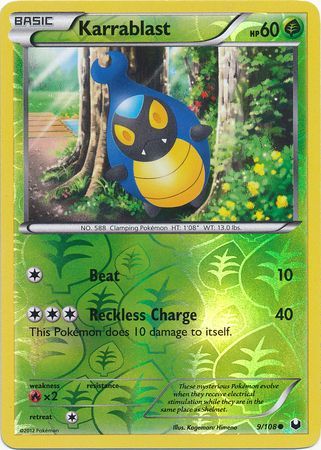 BASIC
Karrablast
HP60
NO. 588 Clamping Pokémon HT: 1'08" WT: 13.0 lbs.
Beat 10
Reckless Charge 40
This Pokémon does 10 damage to itself.
weakness resistance
×2
retreat
These mysterious Pokémon evolve
when they receive electrical
stimulation while they are in the
same place as Shelmet.
©2012 Pokémon
Illus. Kagemaru Himeno
9/108